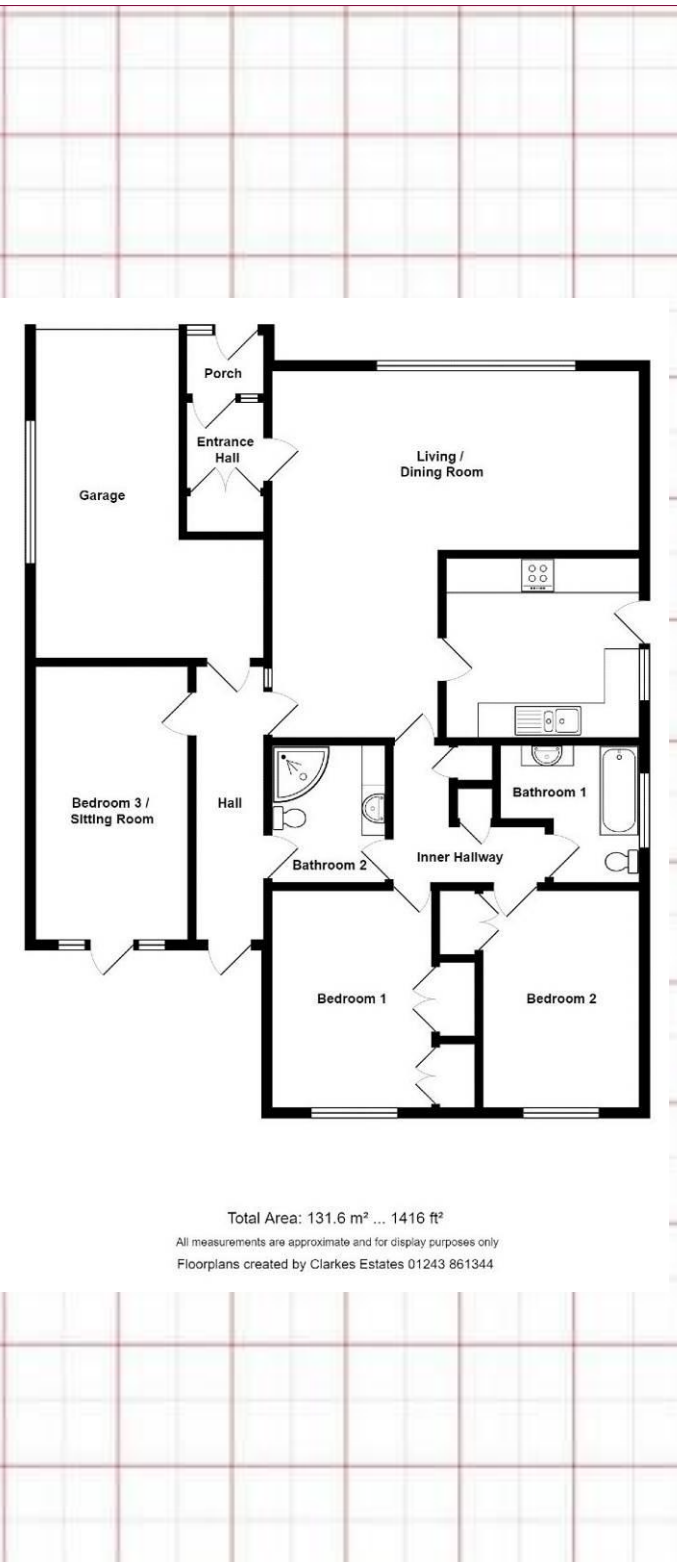 Porch
Entrance
Hall
Living /
Dining Room
Garage
Bedroom 3 /
Sitting Room
Hall
Bathroom 1
Bathroom 2
Inner Hallway
Bedroom 1
Bedroom 2
Total Area: 131.6 m² ... 1416 ft²
All measurements are approximate and for display purposes only
Floorplans created by Clarkes Estates 01243 861344